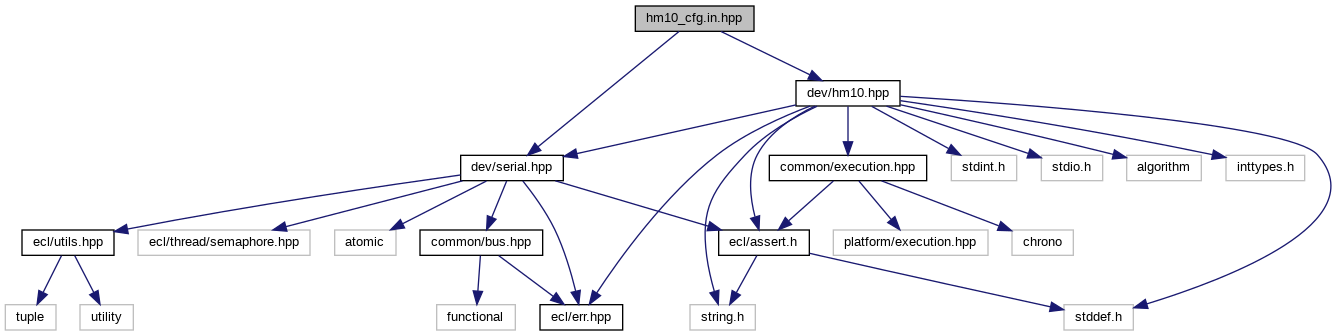 hm10_cfg.in.hpp
dev/hm10.hpp
dev/serial.hpp
common/execution.hpp
stdint.h
stdio.h
algorithm
inttypes.h
ecl/utils.hpp
ecl/thread/semaphore.hpp
atomic
common/bus.hpp
ecl/assert.h
platform/execution.hpp
chrono
tuple
utility
functional
ecl/err.hpp
string.h
stddef.h